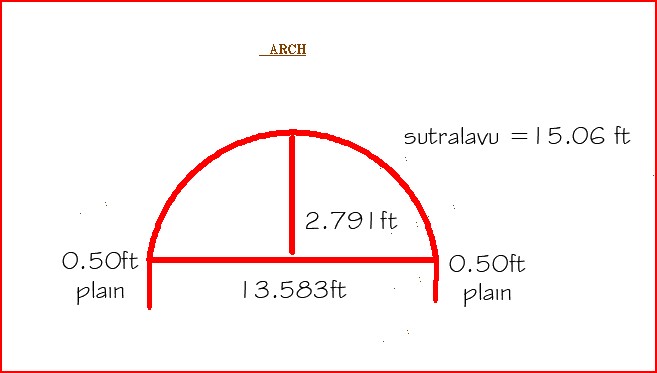 ARCH
sutralavu = 15.06 ft
2.791ft
0.50ft
plain
13.583ft
0.50ft
plain